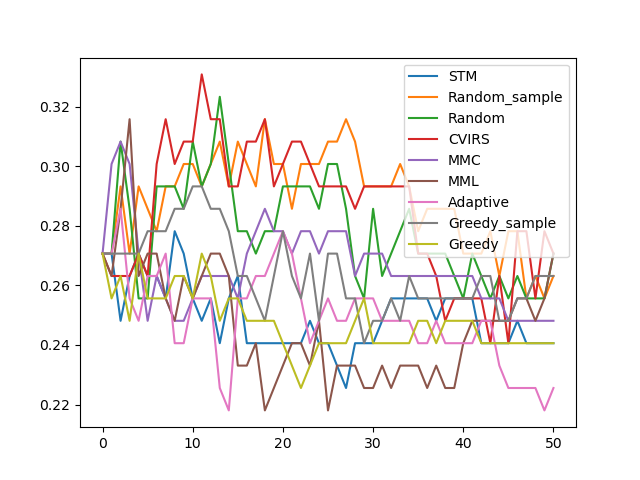 0.32
0.30
0.28
0.26
0.24
0.22
0
10
20
30
40
50
STM
Random_sample
Random
CVIRS
MMC
MML
Adaptive
Greedy_sample
Greedy